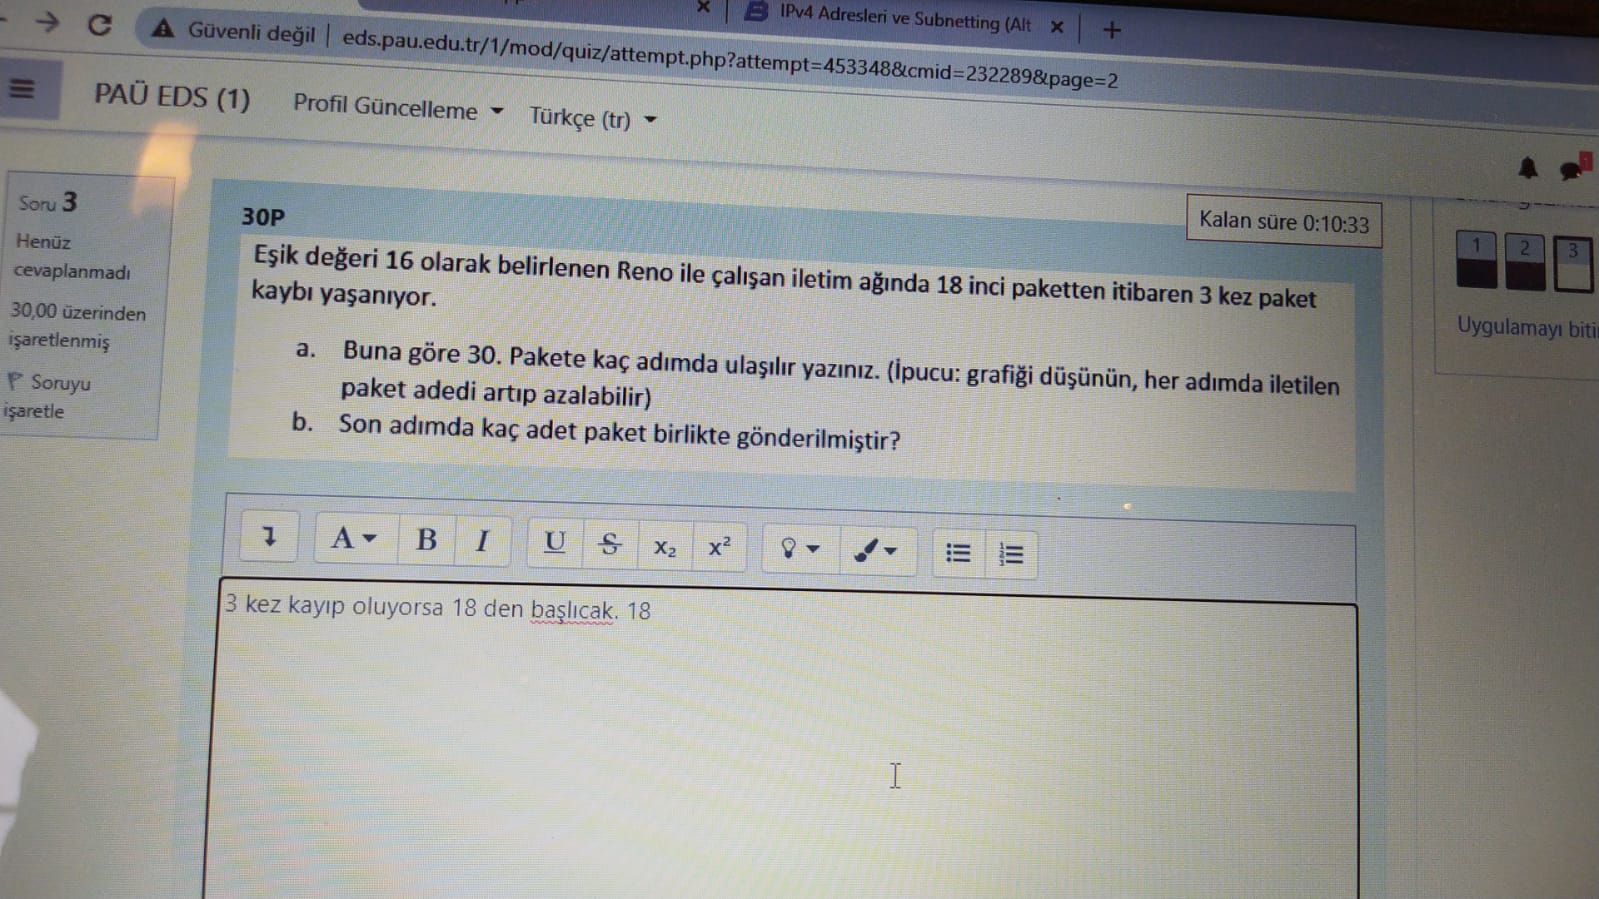 IPv4 Adresleri ve Subnetting (Alt
Güvenli değil | eds.pau.edu.tr/1/mod/quiz/attempt.php?attempt=453348&cmid=232289&page=2
PAÜ EDS (1) Profil Güncelleme Türkçe (tr)
1
Soru 3
Henüz
cevaplanmadı
30,00 üzerinden
işaretlenmiş
Soruyu
işaretle
Kalan süre 0:10:33
30P
Eşik değeri 16 olarak belirlenen Reno ile çalışan iletim ağında 18 inci paketten itibaren 3 kez paket
kaybı yaşanıyor.
a. Buna göre 30. Pakete kaç adımda ulaşılır yazınız. (İpucu: grafiği düşünün, her adımda iletilen
paket adedi artıp azalabilir)
b. Son adımda kaç adet paket birlikte gönderilmiştir?
A B I U S x₂ x²
3 kez kayıp oluyorsa 18 den başlıcak. 18
1 2 3
Uygulamayı biti